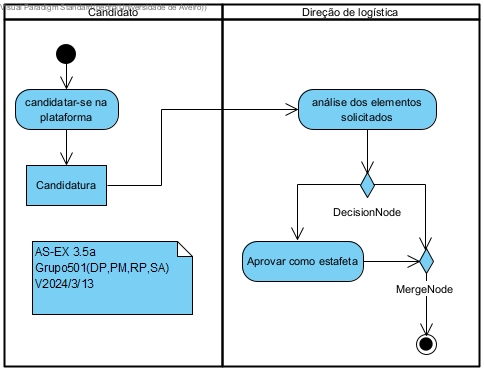 Visual Paradigm Standard(pedro(Universidade de Aveiro))
Candidato
Direção de logística
candidatar-se na
plataforma
análise dos elementos
solicitados
Candidatura
DecisionNode
AS-EX 3.5a
Grupo501(DP,PM,RP,SA)
V2024/3/13
Aprovar como estafeta
MergeNode